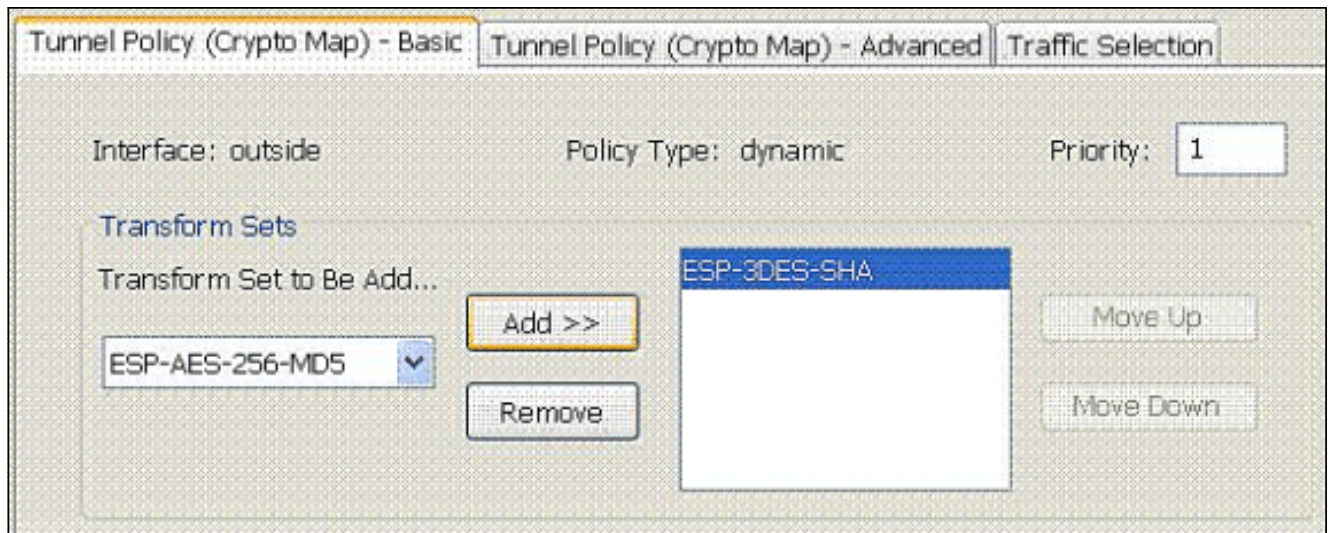 Tunnel Policy (Crypto Map) - Basic Tunnel Policy (Crypto Map) - Advanced Traffic Selection
Interface: outside Policy Type: dynamic Priority: 1
Transform Sets
Transform Set to Be Add...
ESP-3DES-SHA
Add >>
Move Up
ESP-AES-256-MD5
Remove
Move Down